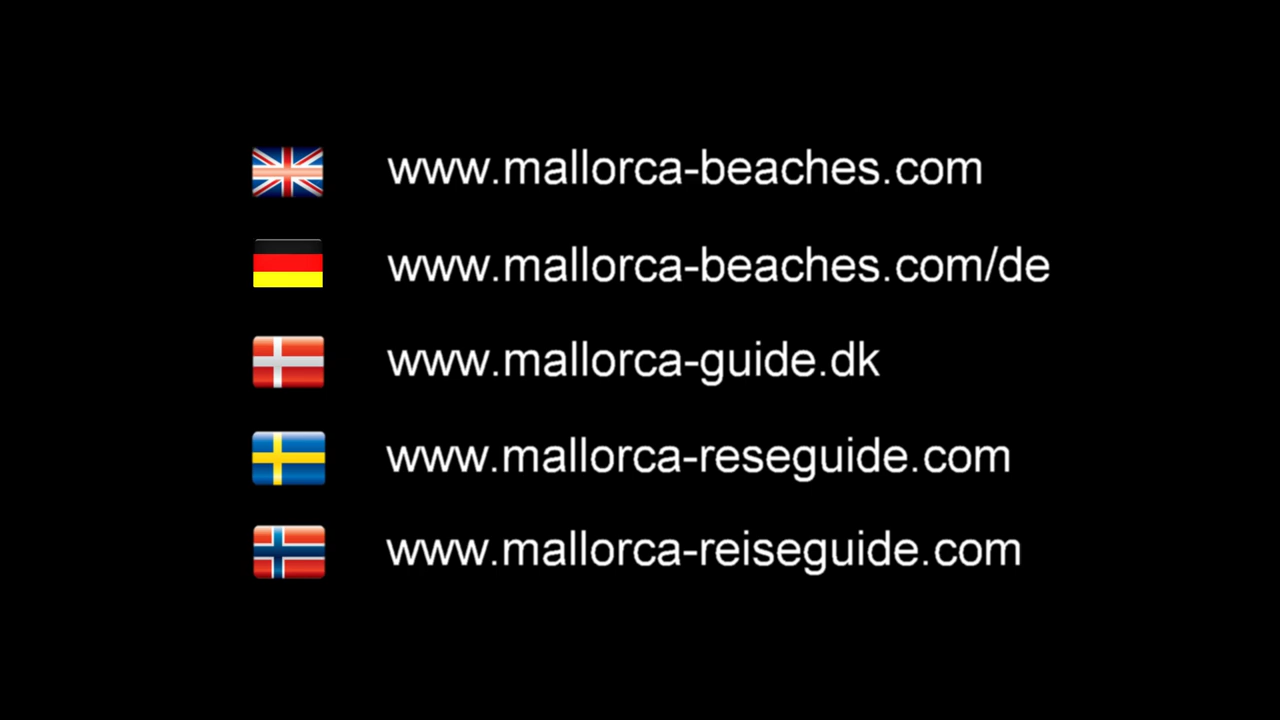 www.mallorca-beaches.com
www.mallorca-beaches.com/de
www.mallorca-guide.dk
www.mallorca-reseguide.com
www.mallorca-reiseguide.com